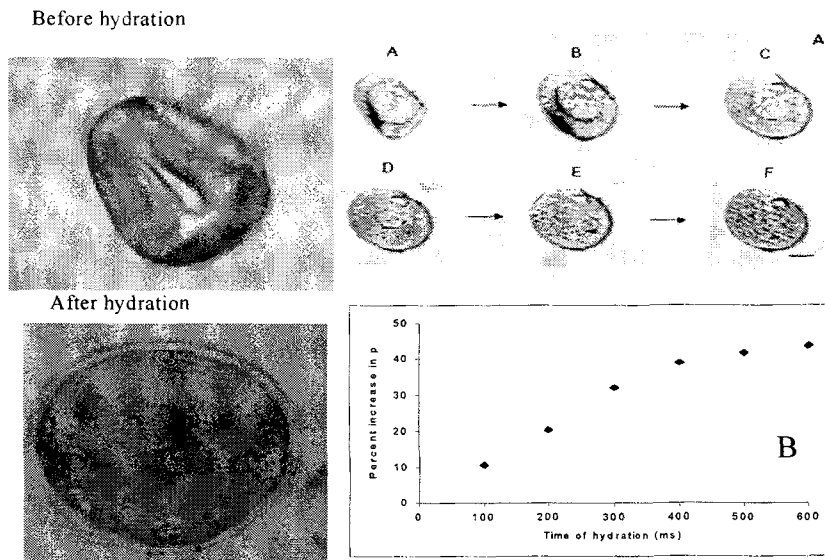 Before hydration
A B C A
D E F
After hydration
Percent increase in p
50
40
30
20
10
0
0 100 200 300 400 500 600
Time of hydration (ms)
B